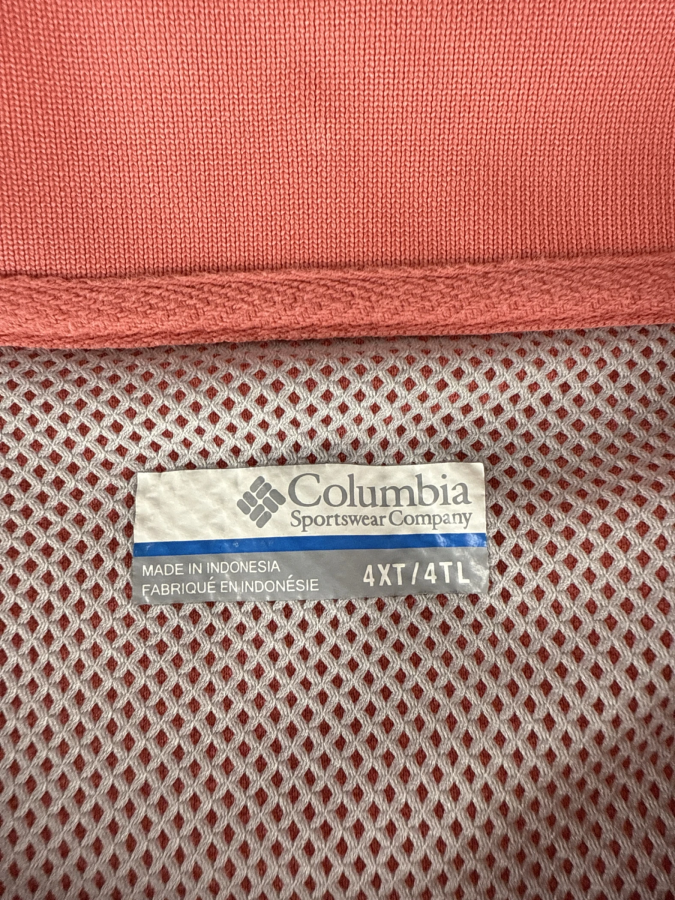 Columbia
Sportswear Company
MADE IN INDONESIA
FABRIQUÉ EN INDONÉSIE
4XT/4TL